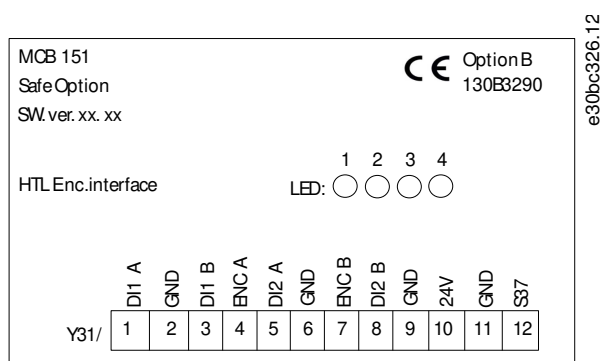 e30bc326.12
MCB 151
Safe Option
SW. ver. xx. xx
CE Option B
130B3290
HTL Enc.interface
1 2 3 4
LED:
DI1 A GND DI1 B ENC A DI2 A GND ENC B DI2 B GND 24V GND S37
Y31/ 1 2 3 4 5 6 7 8 9 10 11 12